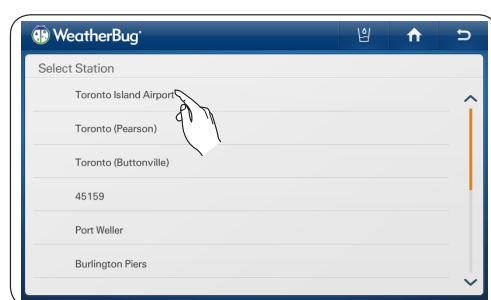 WeatherBug
Select Station
Toronto Island Airport
Toronto (Pearson)
Toronto (Buttonville)
45159
Port Weller
Burlington Piers